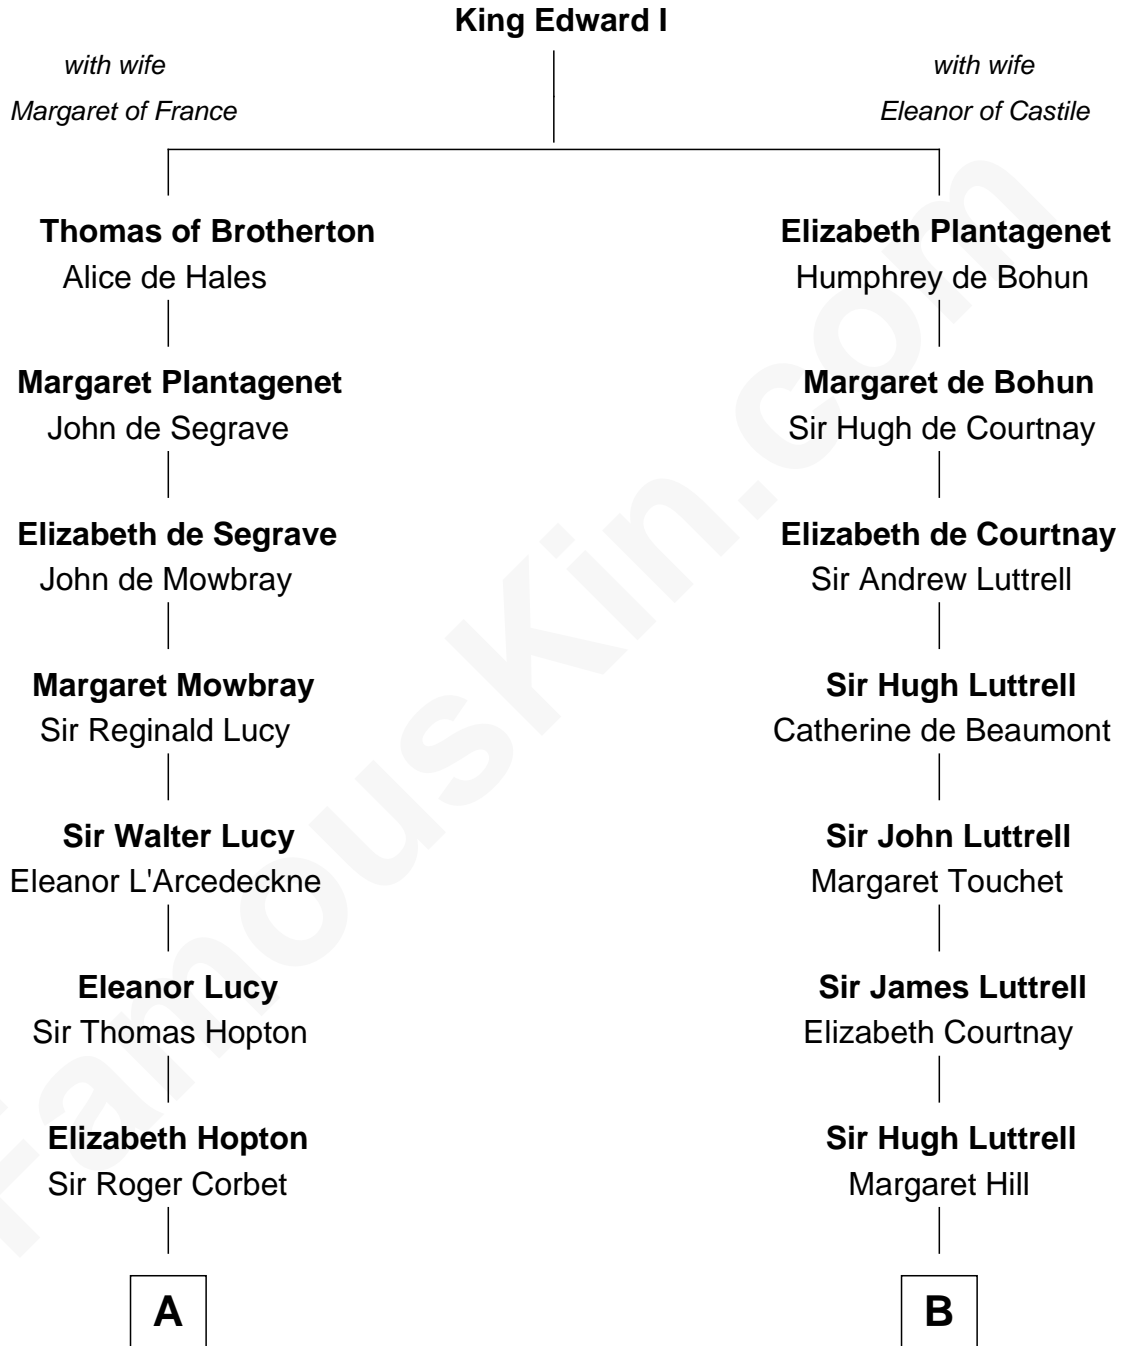 King Edward I
with wife
Margaret of France
with wife
Eleanor of Castile
Thomas of Brotherton
Alice de Hales
Elizabeth Plantagenet
Humphrey de Bohun
Margaret Plantagenet
John de Segrave
Margaret de Bohun
Sir Hugh de Courtnay
Elizabeth de Segrave
John de Mowbray
Elizabeth de Courtnay
Sir Andrew Luttrell
Margaret Mowbray
Sir Reginald Lucy
Sir Hugh Luttrell
Catherine de Beaumont
Sir Walter Lucy
Eleanor L'Arcedeckne
Sir John Luttrell
Margaret Touchet
Eleanor Lucy
Sir Thomas Hopton
Sir James Luttrell
Elizabeth Courtnay
Elizabeth Hopton
Sir Roger Corbet
Sir Hugh Luttrell
Margaret Hill
A
B
FamousKin.com